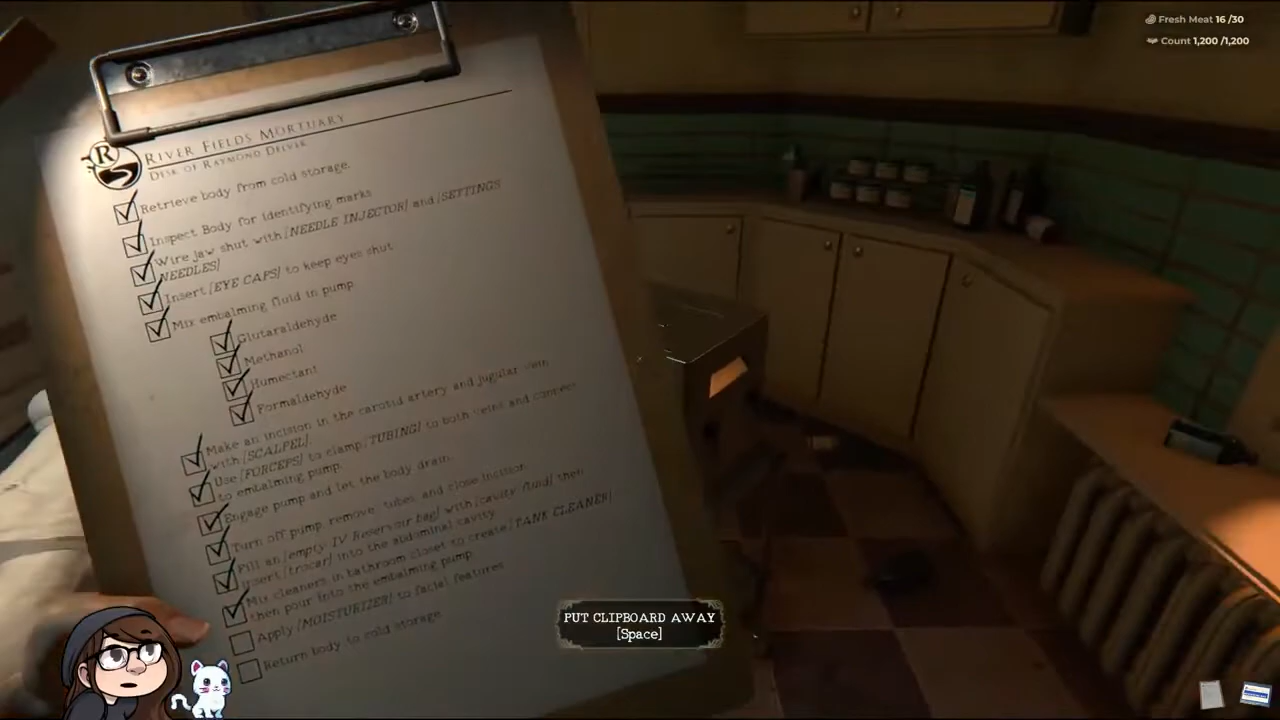 Fresh Meat 16 /30
Count 1,200 /1,200
R
RIVER FIELDS MORTUARY
DESK OF RAYMOND DELVER
Retrieve body from cold storage.
Inspect Body for identifying marks
Wire jaw shut with [NEEDLE INJECTOR] and [SETTINGS
NEEDLES]
Insert [EYE CAPS] to keep eyes shut
Mix embalming fluid in pump
Glutaraldehyde
Methanol
Humectant
Formaldehyde
Make an incision in the carotid artery and jugular vein
with [SCALPEL].
Use [FORCEPS] to clamp [TUBING] to both veins and connect
to embalming pump.
Engage pump and let the body drain.
Turn off pump, remove tubes and close incision
Fill an [empty IV Reservoir bag] with [cavity fluid] then
insert [trocar] into the abdominal cavity.
Mix cleaners in bathroom closet to create [TANK CLEANER]
then pour into the embalming pump.
Apply [MOISTURIZER] to facial features
Return body to cold storage.
PUT CLIPBOARD AWAY
[Space]